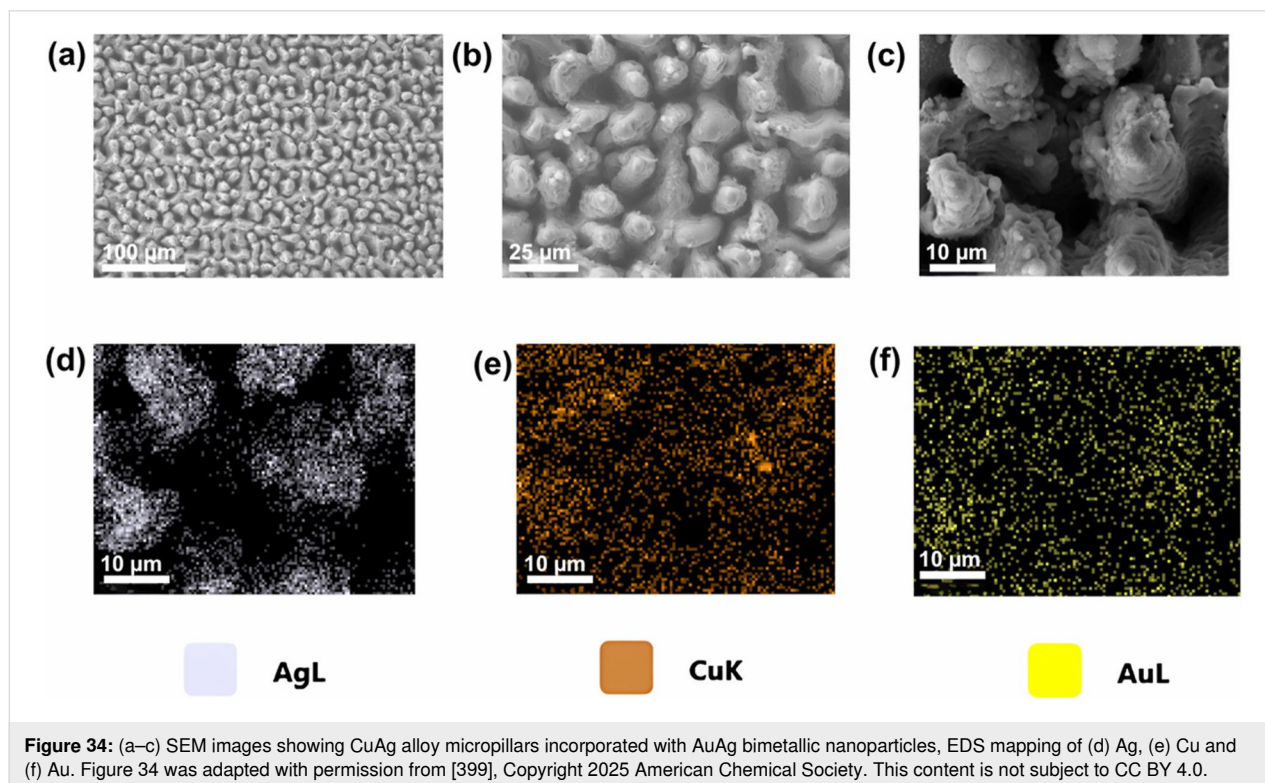 (a)
100 µm
(b)
25 µm
(c)
10 µm
(d)
10 µm
(e)
10 µm
(f)
10 µm
AgL
CuK
AuL
Figure 34: (a–c) SEM images showing CuAg alloy micropillars incorporated with AuAg bimetallic nanoparticles, EDS mapping of (d) Ag, (e) Cu and
(f) Au. Figure 34 was adapted with permission from [399], Copyright 2025 American Chemical Society. This content is not subject to CC BY 4.0.